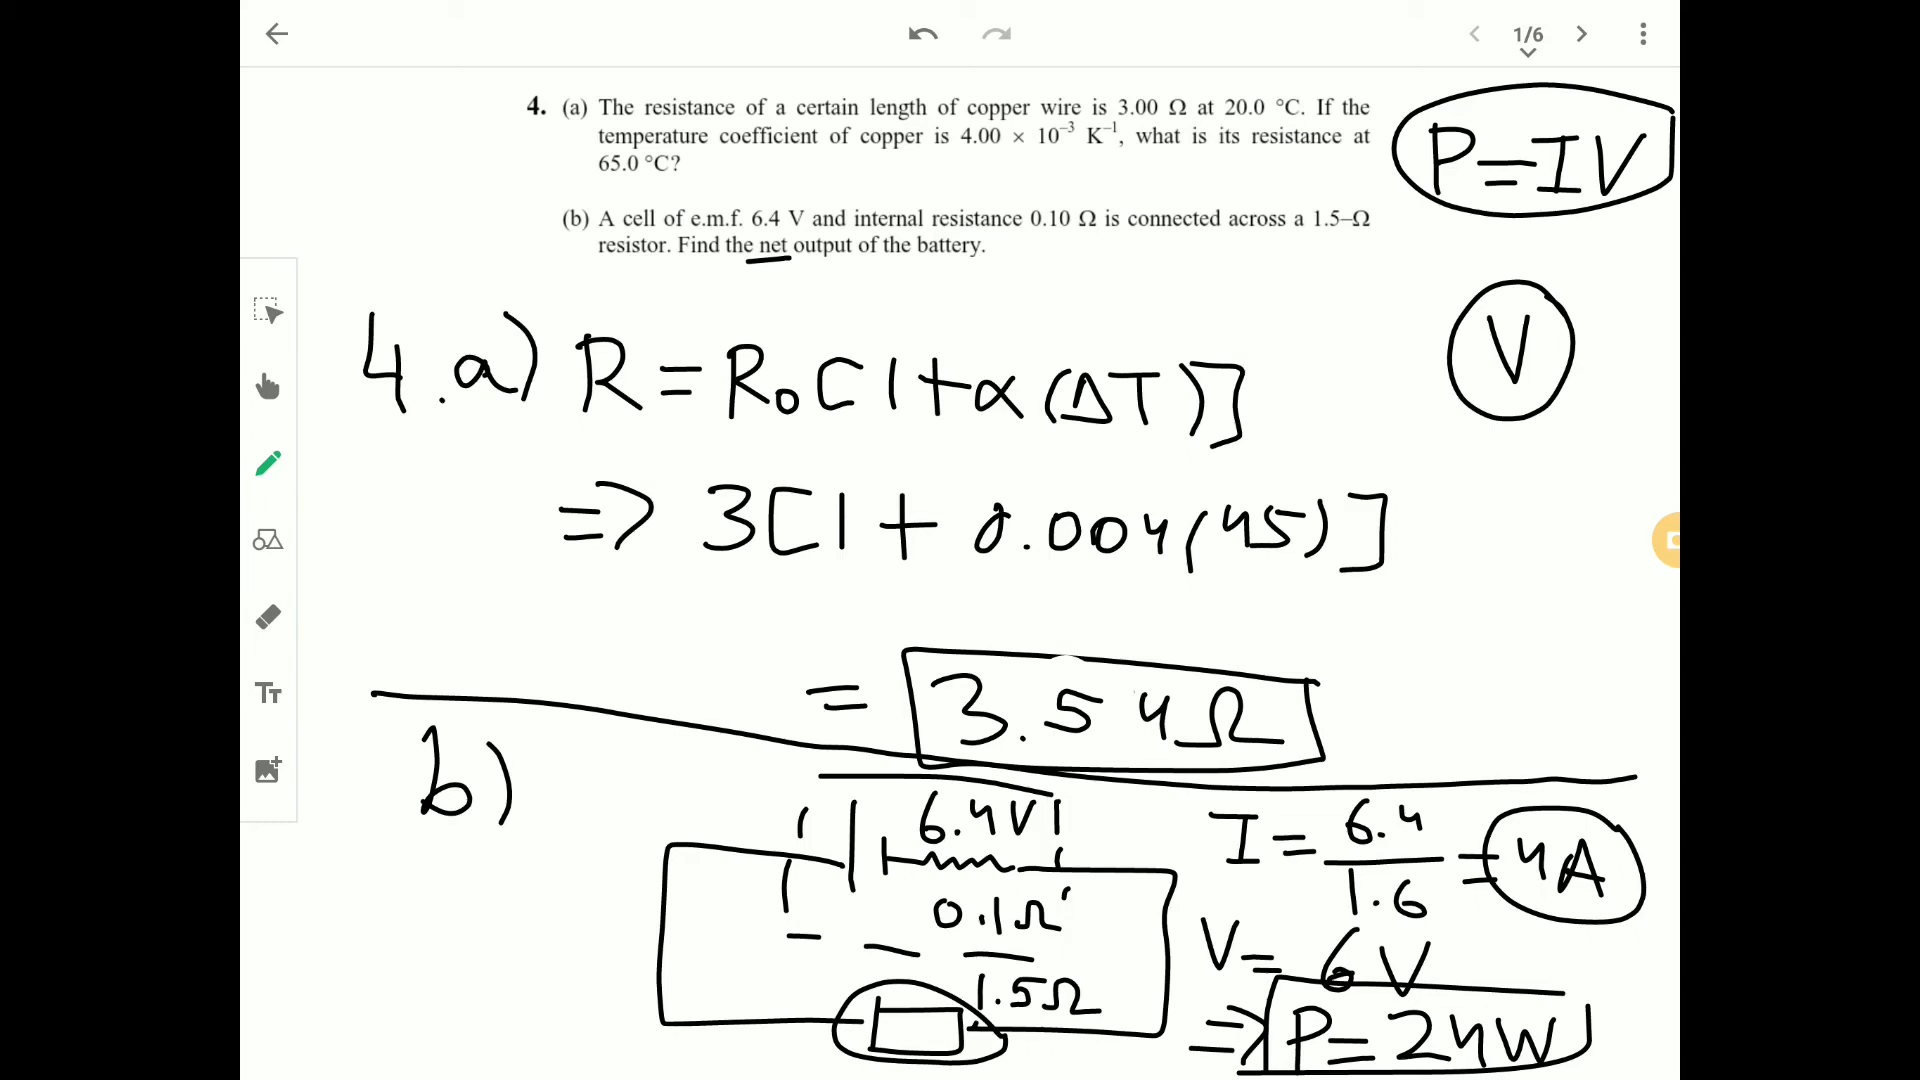 1/6
4. (a) The resistance of a certain length of copper wire is 3.00 Ω at 20.0 °C. If the
temperature coefficient of copper is 4.00 × 10⁻³ K⁻¹, what is its resistance at
65.0 °C?
P=IV
(b) A cell of e.m.f. 6.4 V and internal resistance 0.10 Ω is connected across a 1.5–Ω
resistor. Find the net output of the battery.
V
4.a) R=R₀[1+α(ΔT)]
=> 3[1+0.004(45)]
= 3.54Ω
b)
6.4V
0.1Ω
1.5Ω
I = 6.4/1.6 = 4A
V= 6V
=> P=24W
Tт